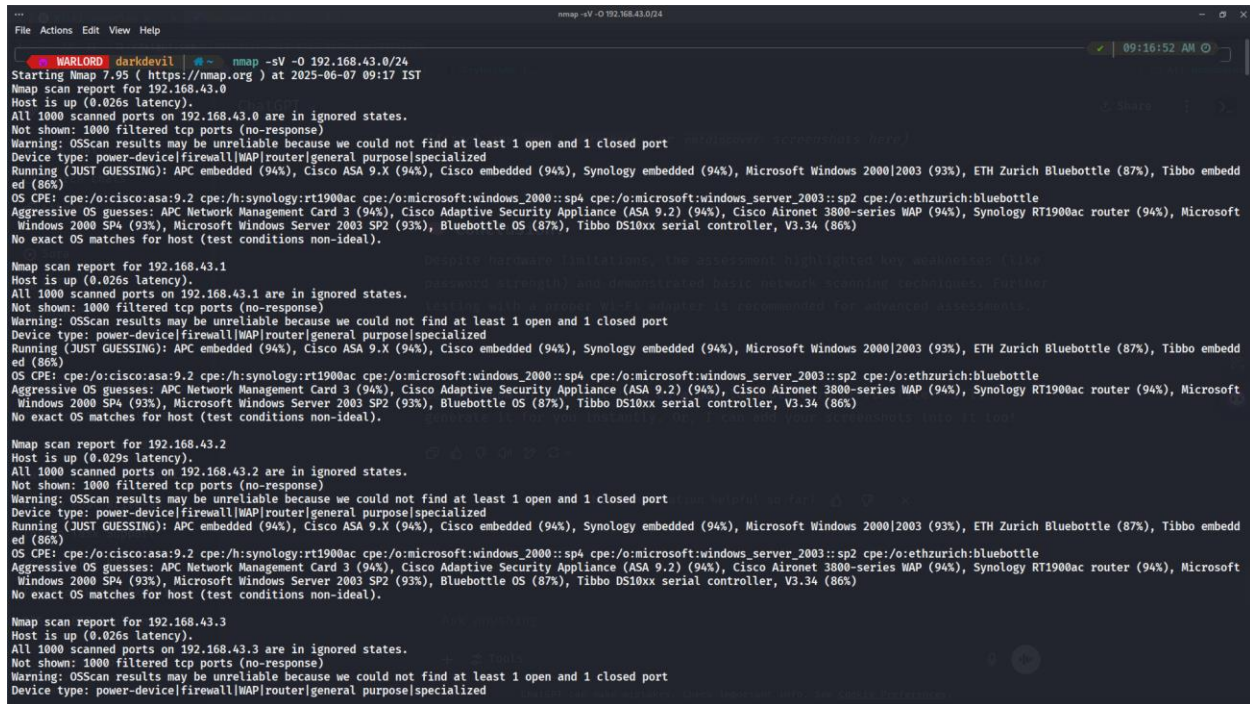 nmap -sV -O 192.168.43.0/24
File Actions Edit View Help
09:16:52 AM
WARLORD darkdevil ~ nmap -sV -O 192.168.43.0/24
Starting Nmap 7.95 ( https://nmap.org ) at 2025-06-07 09:17 IST
Nmap scan report for 192.168.43.0
Host is up (0.026s latency).
All 1000 scanned ports on 192.168.43.0 are in ignored states.
Not shown: 1000 filtered tcp ports (no-response)
Warning: OSScan results may be unreliable because we could not find at least 1 open and 1 closed port
Device type: power-device|firewall|WAP|router|general purpose|specialized
Running (JUST GUESSING): APC embedded (94%), Cisco ASA 9.X (94%), Cisco embedded (94%), Synology embedded (94%), Microsoft Windows 2000|2003 (93%), ETH Zurich Bluebottle (87%), Tibbo embedd
ed (86%)
OS CPE: cpe:/o:cisco:asa:9.2 cpe:/h:synology:rt1900ac cpe:/o:microsoft:windows_2000::sp4 cpe:/o:microsoft:windows_server_2003::sp2 cpe:/o:ethzurich:bluebottle
Aggressive OS guesses: APC Network Management Card 3 (94%), Cisco Adaptive Security Appliance (ASA 9.2) (94%), Cisco Aironet 3800-series WAP (94%), Synology RT1900ac router (94%), Microsoft
Windows 2000 SP4 (93%), Microsoft Windows Server 2003 SP2 (93%), Bluebottle OS (87%), Tibbo DS10xx serial controller, V3.34 (86%)
No exact OS matches for host (test conditions non-ideal).
Nmap scan report for 192.168.43.1
Host is up (0.026s latency).
All 1000 scanned ports on 192.168.43.1 are in ignored states.
Not shown: 1000 filtered tcp ports (no-response)
Warning: OSScan results may be unreliable because we could not find at least 1 open and 1 closed port
Device type: power-device|firewall|WAP|router|general purpose|specialized
Running (JUST GUESSING): APC embedded (94%), Cisco ASA 9.X (94%), Cisco embedded (94%), Synology embedded (94%), Microsoft Windows 2000|2003 (93%), ETH Zurich Bluebottle (87%), Tibbo embedd
ed (86%)
OS CPE: cpe:/o:cisco:asa:9.2 cpe:/h:synology:rt1900ac cpe:/o:microsoft:windows_2000::sp4 cpe:/o:microsoft:windows_server_2003::sp2 cpe:/o:ethzurich:bluebottle
Aggressive OS guesses: APC Network Management Card 3 (94%), Cisco Adaptive Security Appliance (ASA 9.2) (94%), Cisco Aironet 3800-series WAP (94%), Synology RT1900ac router (94%), Microsoft
Windows 2000 SP4 (93%), Microsoft Windows Server 2003 SP2 (93%), Bluebottle OS (87%), Tibbo DS10xx serial controller, V3.34 (86%)
No exact OS matches for host (test conditions non-ideal).
Nmap scan report for 192.168.43.2
Host is up (0.029s latency).
All 1000 scanned ports on 192.168.43.2 are in ignored states.
Not shown: 1000 filtered tcp ports (no-response)
Warning: OSScan results may be unreliable because we could not find at least 1 open and 1 closed port
Device type: power-device|firewall|WAP|router|general purpose|specialized
Running (JUST GUESSING): APC embedded (94%), Cisco ASA 9.X (94%), Cisco embedded (94%), Synology embedded (94%), Microsoft Windows 2000|2003 (93%), ETH Zurich Bluebottle (87%), Tibbo embedd
ed (86%)
OS CPE: cpe:/o:cisco:asa:9.2 cpe:/h:synology:rt1900ac cpe:/o:microsoft:windows_2000::sp4 cpe:/o:microsoft:windows_server_2003::sp2 cpe:/o:ethzurich:bluebottle
Aggressive OS guesses: APC Network Management Card 3 (94%), Cisco Adaptive Security Appliance (ASA 9.2) (94%), Cisco Aironet 3800-series WAP (94%), Synology RT1900ac router (94%), Microsoft
Windows 2000 SP4 (93%), Microsoft Windows Server 2003 SP2 (93%), Bluebottle OS (87%), Tibbo DS10xx serial controller, V3.34 (86%)
No exact OS matches for host (test conditions non-ideal).
Nmap scan report for 192.168.43.3
Host is up (0.026s latency).
All 1000 scanned ports on 192.168.43.3 are in ignored states.
Not shown: 1000 filtered tcp ports (no-response)
Warning: OSScan results may be unreliable because we could not find at least 1 open and 1 closed port
Device type: power-device|firewall|WAP|router|general purpose|specialized